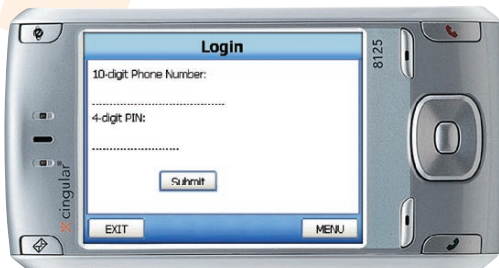 Login
10-digit Phone Number:
4-digit PIN:
Submit
EXIT
MENU
8125
cingular